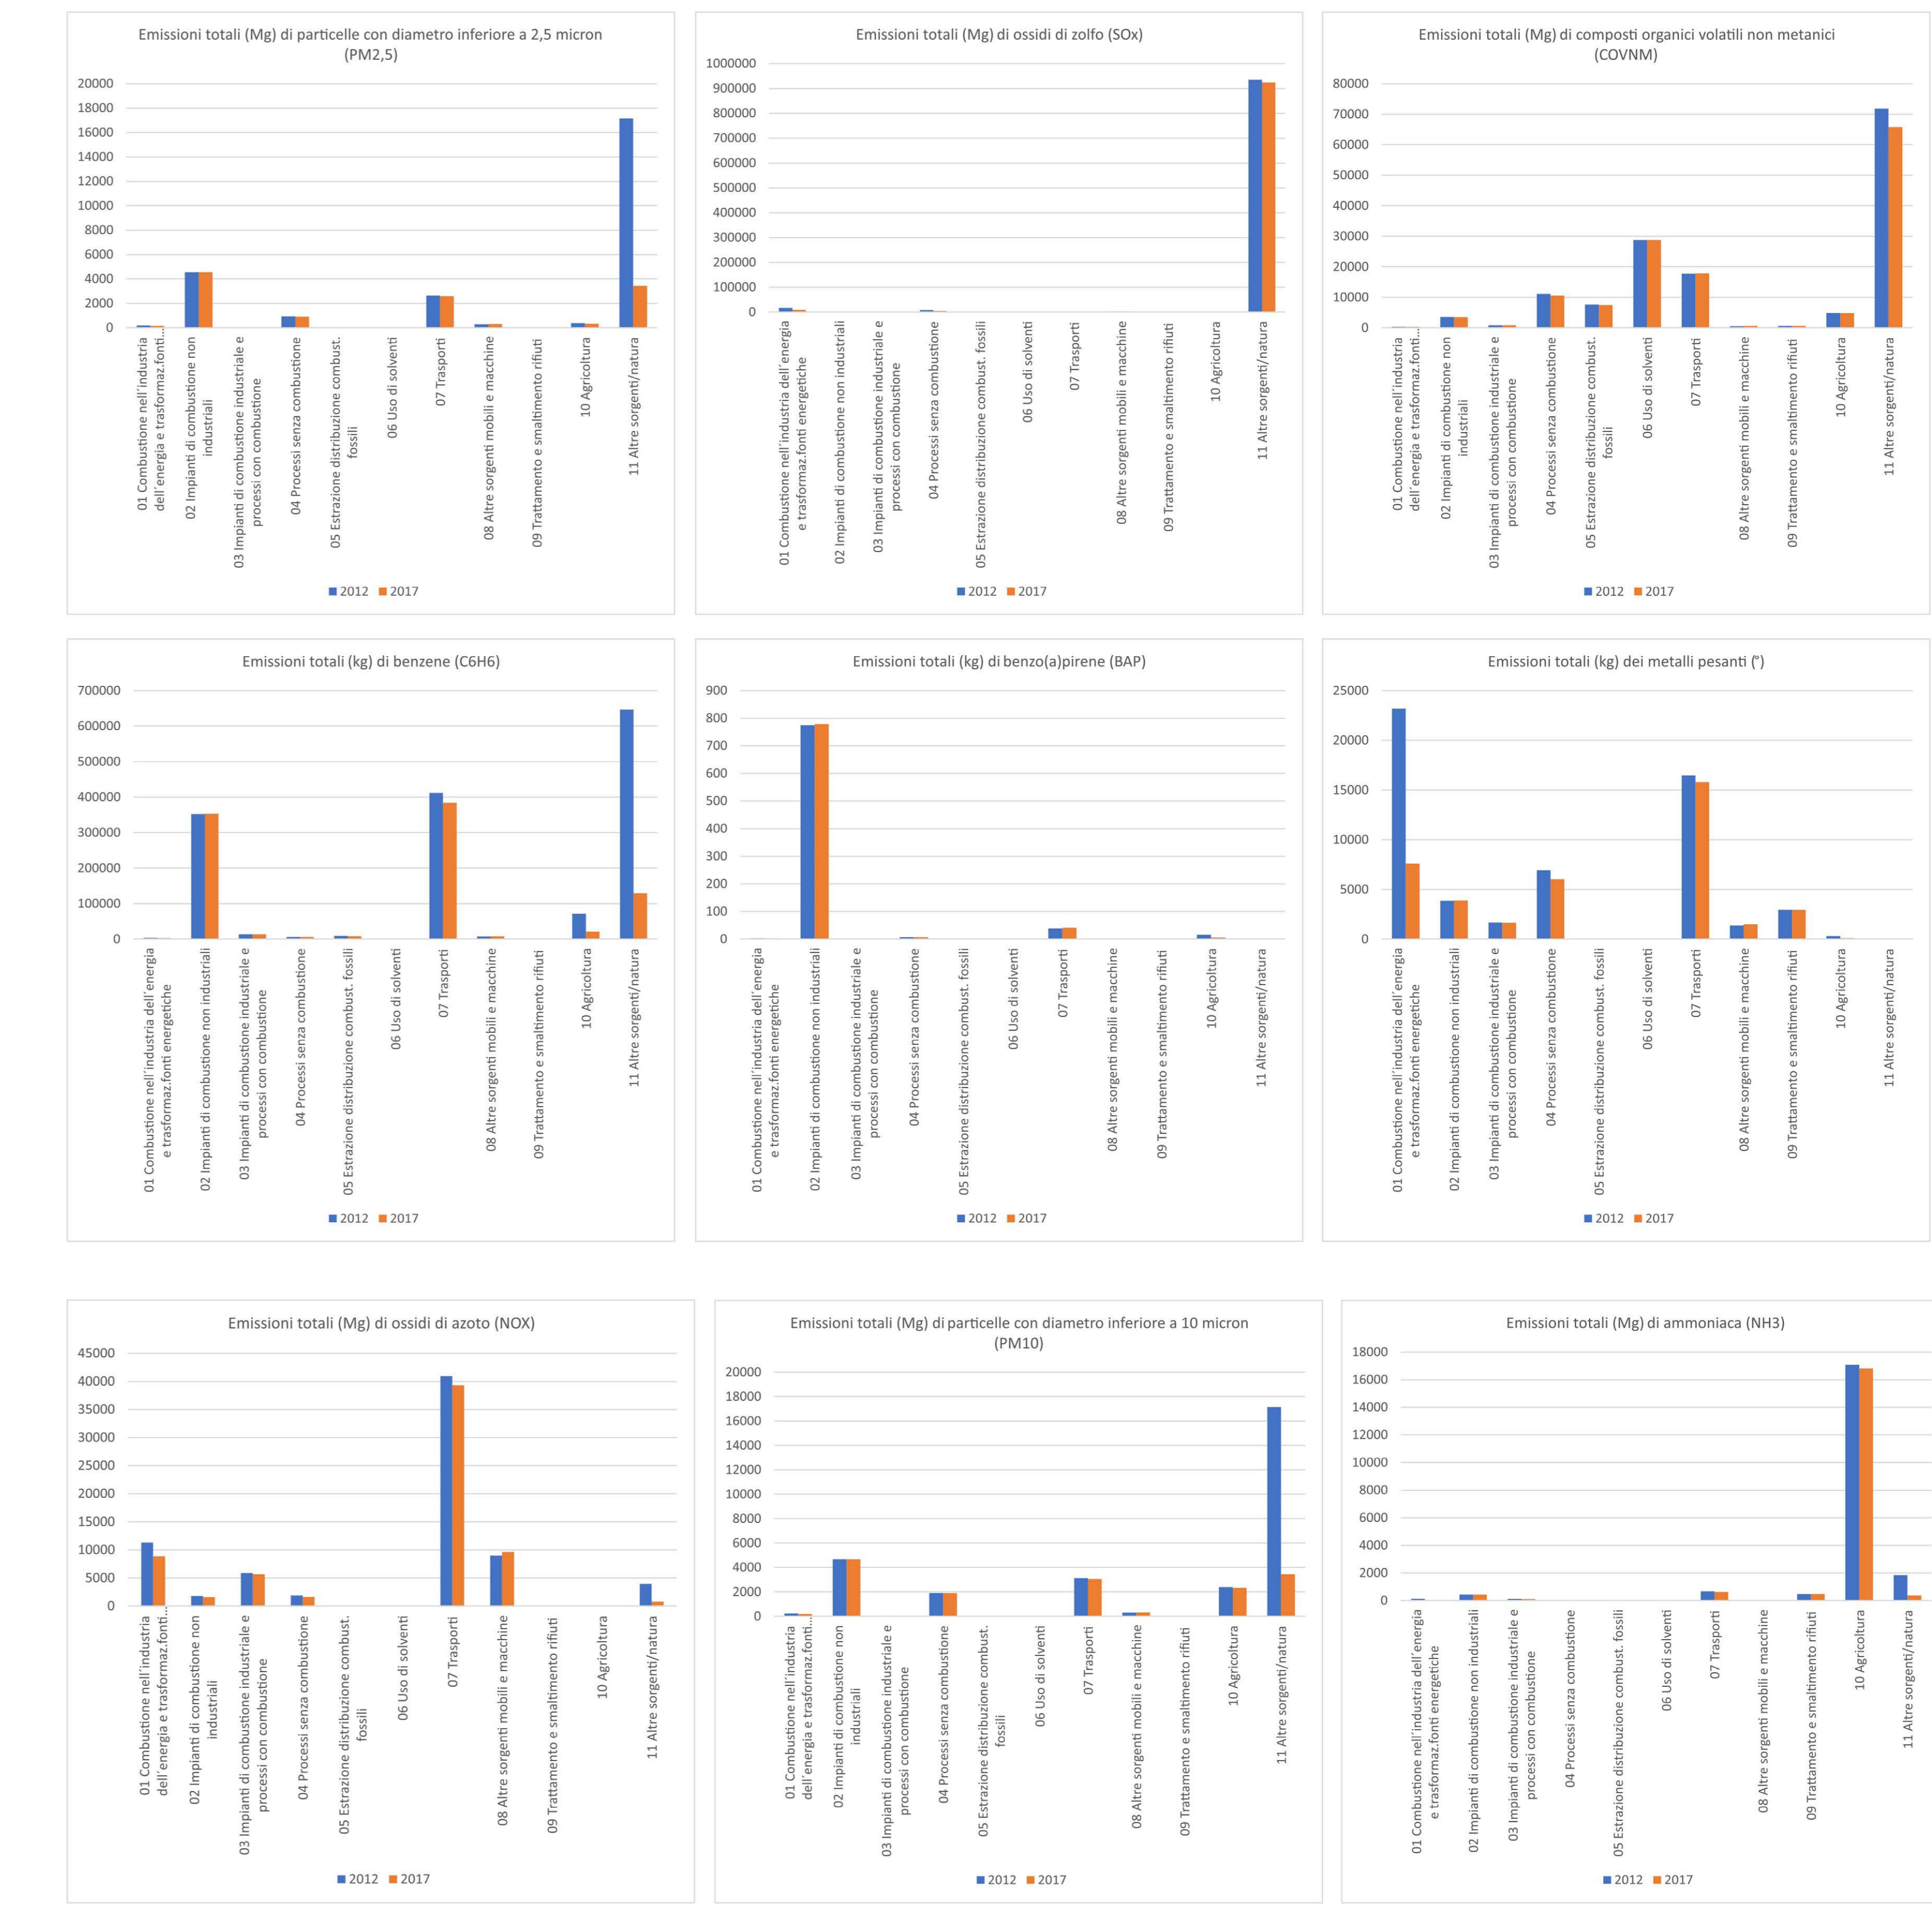 Emissioni totali (Mg) di particelle con diametro inferiore a 2,5 micron
(PM2,5)
20000
18000
16000
14000
12000
10000
8000
6000
4000
2000
0
01 Combustione nell´industria
dell´energia e trasformaz.fonti…
02 Impianti di combustione non
industriali
03 Impianti di combustione industriale e
processi con combustione
04 Processi senza combustione
05 Estrazione distribuzione combust.
fossili
06 Uso di solventi
07 Trasporti
08 Altre sorgenti mobili e macchine
09 Trattamento e smaltimento rifiuti
10 Agricoltura
11 Altre sorgenti/natura
2012 2017
Emissioni totali (Mg) di ossidi di zolfo (SOx)
1000000
900000
800000
700000
600000
500000
400000
300000
200000
100000
0
01 Combustione nell´industria dell´energia
e trasformaz.fonti energetiche
02 Impianti di combustione non industriali
03 Impianti di combustione industriale e
processi con combustione
04 Processi senza combustione
05 Estrazione distribuzione combust. fossili
06 Uso di solventi
07 Trasporti
08 Altre sorgenti mobili e macchine
09 Trattamento e smaltimento rifiuti
10 Agricoltura
11 Altre sorgenti/natura
2012 2017
Emissioni totali (Mg) di composti organici volatili non metanici
(COVNM)
80000
70000
60000
50000
40000
30000
20000
10000
0
01 Combustione nell´industria
dell´energia e trasformaz.fonti…
02 Impianti di combustione non
industriali
03 Impianti di combustione industriale e
processi con combustione
04 Processi senza combustione
05 Estrazione distribuzione combust.
fossili
06 Uso di solventi
07 Trasporti
08 Altre sorgenti mobili e macchine
09 Trattamento e smaltimento rifiuti
10 Agricoltura
11 Altre sorgenti/natura
2012 2017
Emissioni totali (kg) di benzene (C6H6)
700000
600000
500000
400000
300000
200000
100000
0
01 Combustione nell´industria dell´energia
e trasformaz.fonti energetiche
02 Impianti di combustione non industriali
03 Impianti di combustione industriale e
processi con combustione
04 Processi senza combustione
05 Estrazione distribuzione combust. fossili
06 Uso di solventi
07 Trasporti
08 Altre sorgenti mobili e macchine
09 Trattamento e smaltimento rifiuti
10 Agricoltura
11 Altre sorgenti/natura
2012 2017
Emissioni totali (kg) di benzo(a)pirene (BAP)
900
800
700
600
500
400
300
200
100
0
01 Combustione nell´industria dell´energia
e trasformaz.fonti energetiche
02 Impianti di combustione non industriali
03 Impianti di combustione industriale e
processi con combustione
04 Processi senza combustione
05 Estrazione distribuzione combust. fossili
06 Uso di solventi
07 Trasporti
08 Altre sorgenti mobili e macchine
09 Trattamento e smaltimento rifiuti
10 Agricoltura
11 Altre sorgenti/natura
2012 2017
Emissioni totali (kg) dei metalli pesanti (°)
25000
20000
15000
10000
5000
0
01 Combustione nell´industria dell´energia
e trasformaz.fonti energetiche
02 Impianti di combustione non industriali
03 Impianti di combustione industriale e
processi con combustione
04 Processi senza combustione
05 Estrazione distribuzione combust. fossili
06 Uso di solventi
07 Trasporti
08 Altre sorgenti mobili e macchine
09 Trattamento e smaltimento rifiuti
10 Agricoltura
11 Altre sorgenti/natura
2012 2017
Emissioni totali (Mg) di ossidi di azoto (NOX)
45000
40000
35000
30000
25000
20000
15000
10000
5000
0
01 Combustione nell´industria
dell´energia e trasformaz.fonti…
02 Impianti di combustione non
industriali
03 Impianti di combustione industriale e
processi con combustione
04 Processi senza combustione
05 Estrazione distribuzione combust.
fossili
06 Uso di solventi
07 Trasporti
08 Altre sorgenti mobili e macchine
09 Trattamento e smaltimento rifiuti
10 Agricoltura
11 Altre sorgenti/natura
2012 2017
Emissioni totali (Mg) di particelle con diametro inferiore a 10 micron
(PM10)
20000
18000
16000
14000
12000
10000
8000
6000
4000
2000
0
01 Combustione nell´industria
dell´energia e trasformaz.fonti…
02 Impianti di combustione non
industriali
03 Impianti di combustione industriale e
processi con combustione
04 Processi senza combustione
05 Estrazione distribuzione combust.
fossili
06 Uso di solventi
07 Trasporti
08 Altre sorgenti mobili e macchine
09 Trattamento e smaltimento rifiuti
10 Agricoltura
11 Altre sorgenti/natura
2012 2017
Emissioni totali (Mg) di ammoniaca (NH3)
18000
16000
14000
12000
10000
8000
6000
4000
2000
0
01 Combustione nell´industria dell´energia
e trasformaz.fonti energetiche
02 Impianti di combustione non industriali
03 Impianti di combustione industriale e
processi con combustione
04 Processi senza combustione
05 Estrazione distribuzione combust. fossili
06 Uso di solventi
07 Trasporti
08 Altre sorgenti mobili e macchine
09 Trattamento e smaltimento rifiuti
10 Agricoltura
11 Altre sorgenti/natura
2012 2017